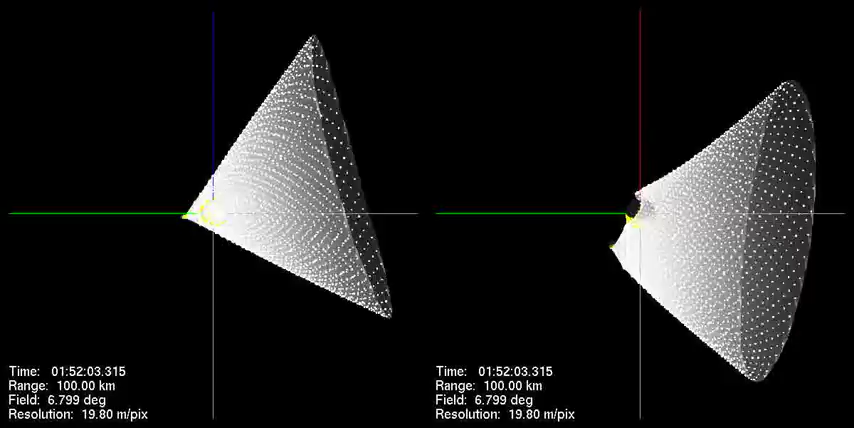 Time: 01:52:03.315
Range: 100.00 km
Field: 6.799 deg
Resolution: 19.80 m/pix
Time: 01:52:03.315
Range: 100.00 km
Field: 6.799 deg
Resolution: 19.80 m/pix